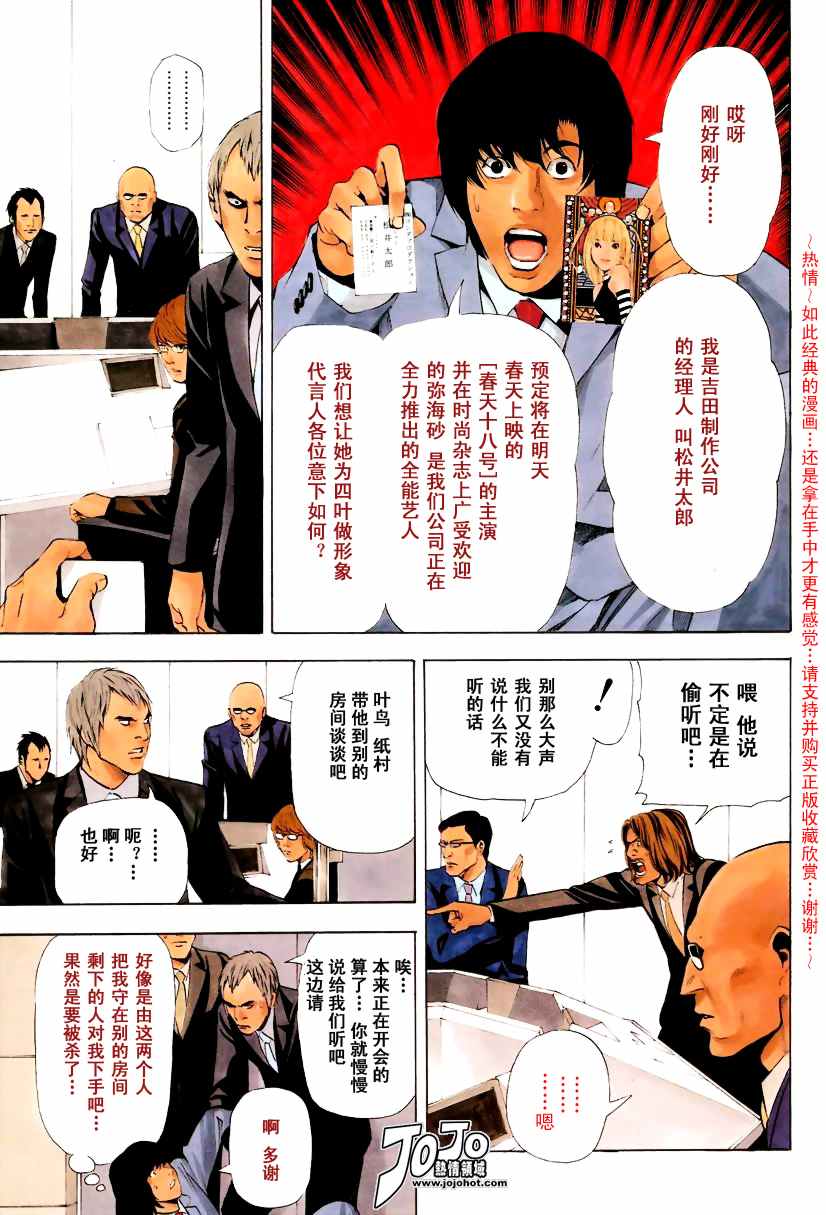 哎呀
刚好刚好……
我是吉田制作公司
的经理人 叫松井太郎
预定将在明天
春天上映的
[春天十八号]的主演
并在时尚杂志上广受欢迎
的弥海砂 是我们公司正在
全力推出的全能艺人
我们想让她为四叶做形象
代言人各位意下如何？
松井太郎
…………
喂 他说
不定是在
偷听吧…
！
别那么大声
我们又没有
说什么不能
听的话
……
……
嗯
叶鸟 纸村
带他到别的
房间谈谈吧
……
呃？…
啊…
也好
唉…
本来正在开会的
算了… 你就慢慢
说给我们听吧
这边请
啊 多谢
好像是由这两个人
把我守在别的房间
剩下的人对我下手吧…
果然是要被杀了…
～热情～如此经典的漫画…还是拿在手中才更有感觉…请支持并购买正版收藏欣赏…谢谢…～
JOJO
熱情領域
www.jojohot.com